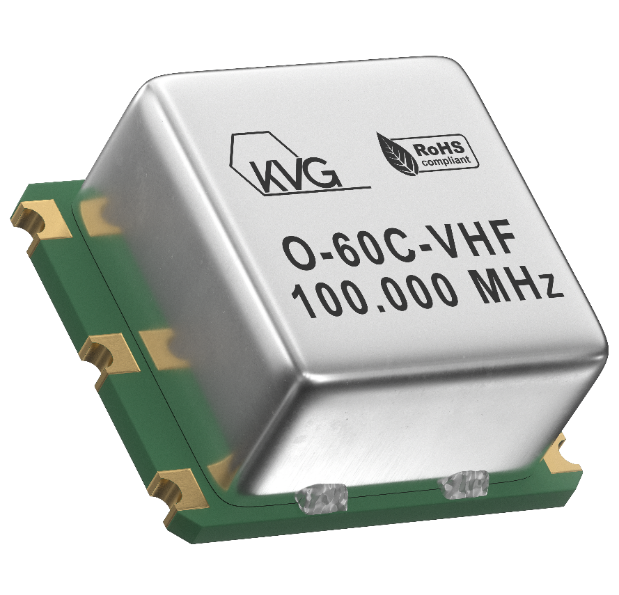 KVG
RoHS
compliant
O-60C-VHF
100.000 MHz